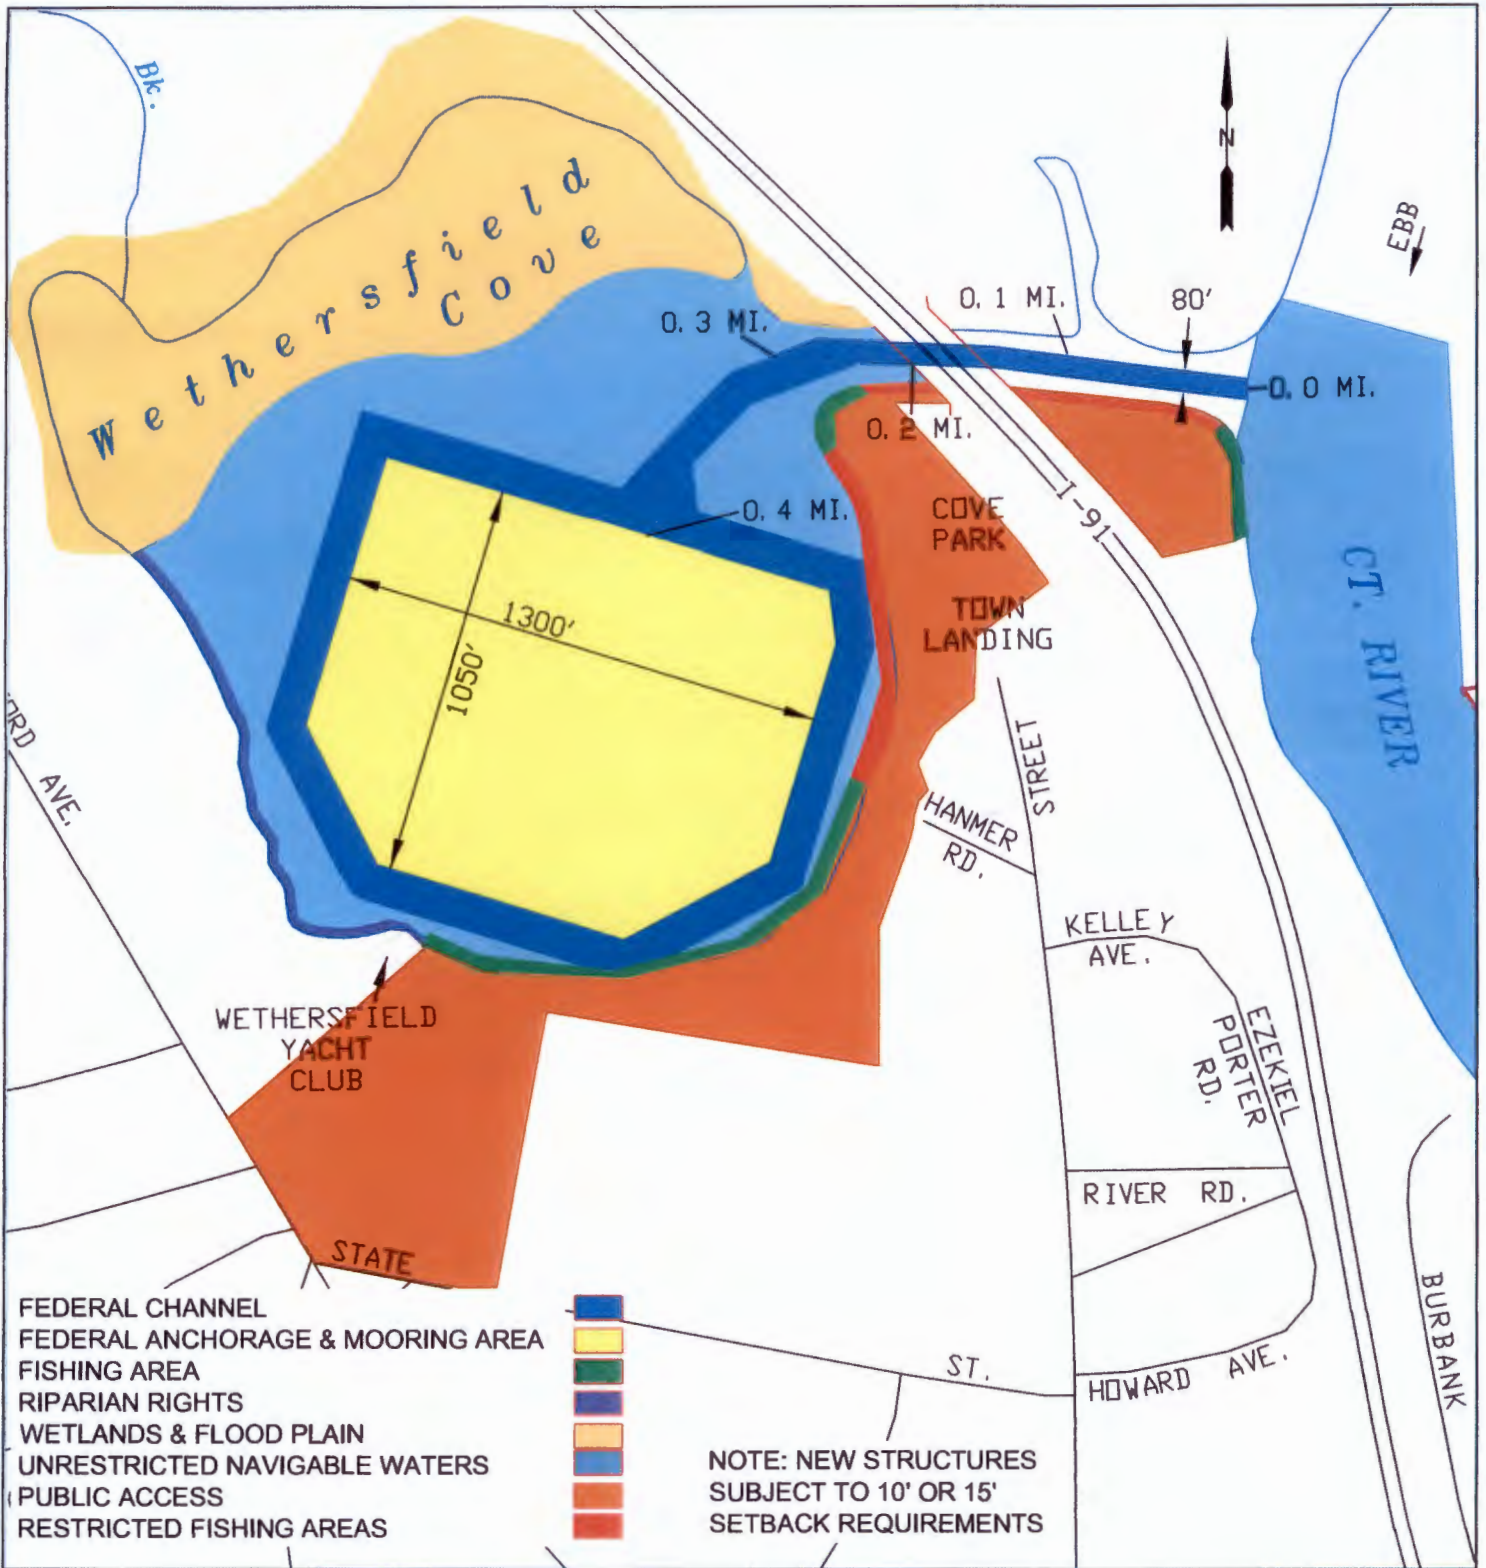 Bk.
N
EBB
Wethersfield
Cove
0.3 MI.
0.1 MI.
80'
0.0 MI.
0.2 MI.
0.4 MI.
COVE
PARK
I-91
TOWN
LANDING
CT. RIVER
1300'
1050'
ORD AVE.
STREET
HANMER
RD.
KELLEY
AVE.
WETHERSFIELD
YACHT
CLUB
EZEKIEL
PORTER
RD.
RIVER RD.
STATE
ST.
HOWARD AVE.
BURBANK
FEDERAL CHANNEL
FEDERAL ANCHORAGE & MOORING AREA
FISHING AREA
RIPARIAN RIGHTS
WETLANDS & FLOOD PLAIN
UNRESTRICTED NAVIGABLE WATERS
PUBLIC ACCESS
RESTRICTED FISHING AREAS
NOTE: NEW STRUCTURES
SUBJECT TO 10' OR 15'
SETBACK REQUIREMENTS